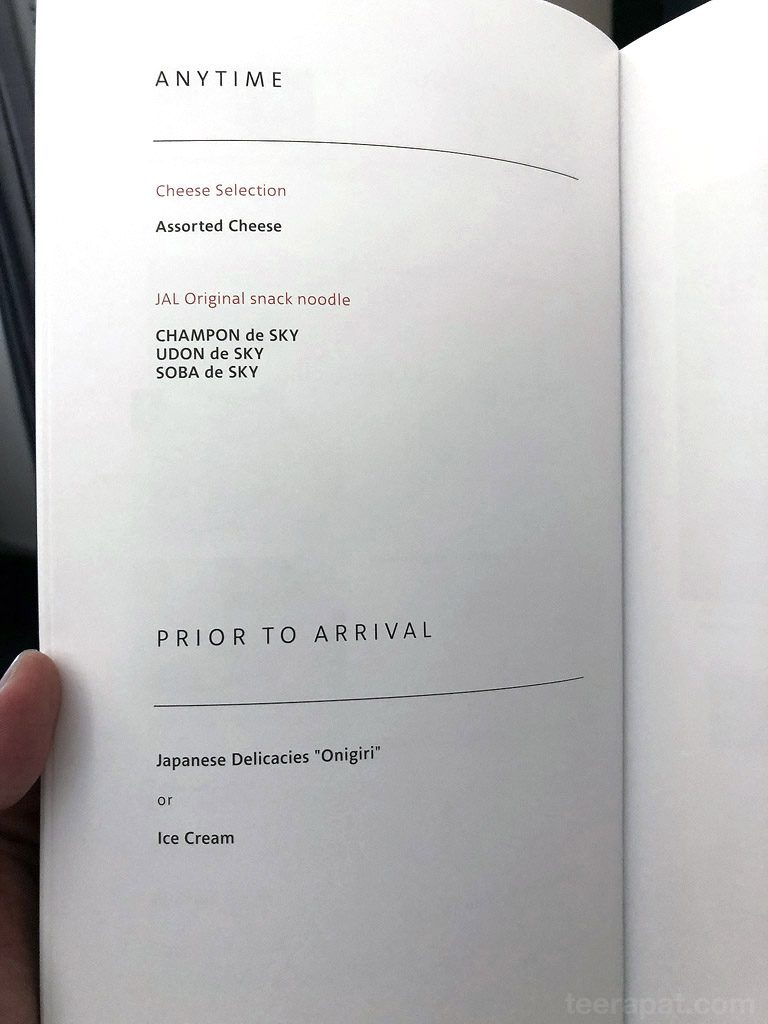 ANYTIME
Cheese Selection
Assorted Cheese
JAL Original snack noodle
CHAMPON de SKY
UDON de SKY
SOBA de SKY
PRIOR TO ARRIVAL
Japanese Delicacies "Onigiri"
or
Ice Cream
teerapat.com